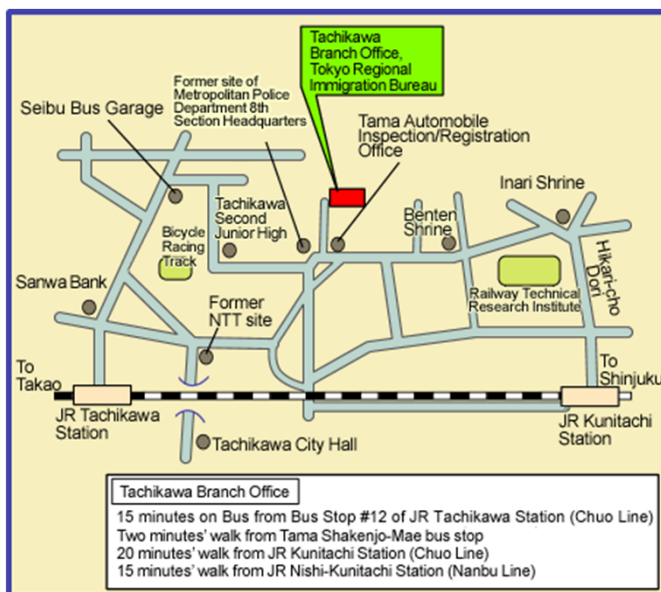 Tachikawa
Branch Office,
Tokyo Regional
Immigration Bureau
Former site of
Metropolitan Police
Department 8th
Section Headquarters
Seibu Bus Garage
Tama Automobile
Inspection/Registration
Office
Inari Shrine
Tachikawa
Second
Junior High
Benten
Shrine
Bicycle
Racing
Track
Hikari-cho
Dori
Sanwa Bank
Railway Technical
Research Institute
Former
NTT site
To
Takao
To
Shinjuku
JR Tachikawa
Station
JR Kunitachi
Station
Tachikawa City Hall
Tachikawa Branch Office
15 minutes on Bus from Bus Stop #12 of JR Tachikawa Station (Chuo Line)
Two minutes' walk from Tama Shakenjo-Mae bus stop
20 minutes' walk from JR Kunitachi Station (Chuo Line)
15 minutes' walk from JR Nishi-Kunitachi Station (Nanbu Line)